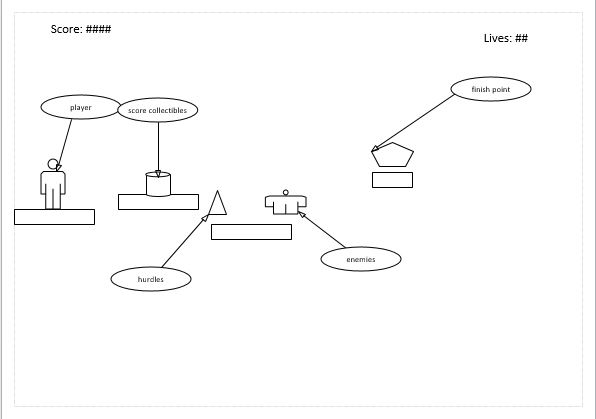 Score: ####
Lives: ##
finish point
player
score collectibles
enemies
hurdles